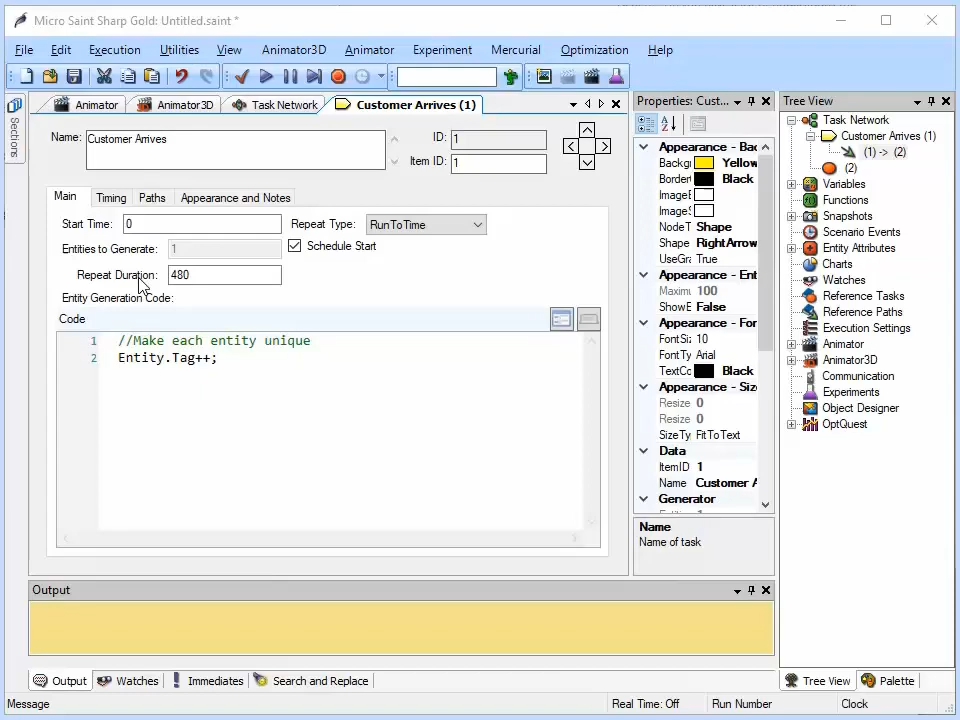 Micro Saint Sharp Gold: Untitled.saint *
File Edit Execution Utilities View Animator3D Animator Experiment Mercurial Optimization Help
Sections
Animator Animator3D Task Network Customer Arrives (1)
Name: Customer Arrives ID: 1
Item ID: 1
Main Timing Paths Appearance and Notes
Start Time: 0 Repeat Type: RunToTime
Entities to Generate: 1 Schedule Start
Repeat Duration: 480
Entity Generation Code:
Code
1 //Make each entity unique
2 Entity.Tag++;
Properties: Cust...
Appearance - Bac
Backgr Yellow
Border Black
ImageE
ImageS
NodeT Shape
Shape RightArrow
UseGra True
Appearance - Ent
Maximu 100
ShowE False
Appearance - For
FontSiz 10
FontTy Arial
TextCo Black
Appearance - Size
Resize 0
Resize 0
SizeTy FitToText
Data
ItemID 1
Name Customer A
Generator
Name
Name of task
Tree View
Task Network
Customer Arrives (1)
(1) -> (2)
(2)
Variables
Functions
Snapshots
Scenario Events
Entity Attributes
Charts
Watches
Reference Tasks
Reference Paths
Execution Settings
Animator
Animator3D
Communication
Experiments
Object Designer
OptQuest
Output
Output Watches Immediates Search and Replace
Tree View Palette
Message Real Time: Off Run Number Clock